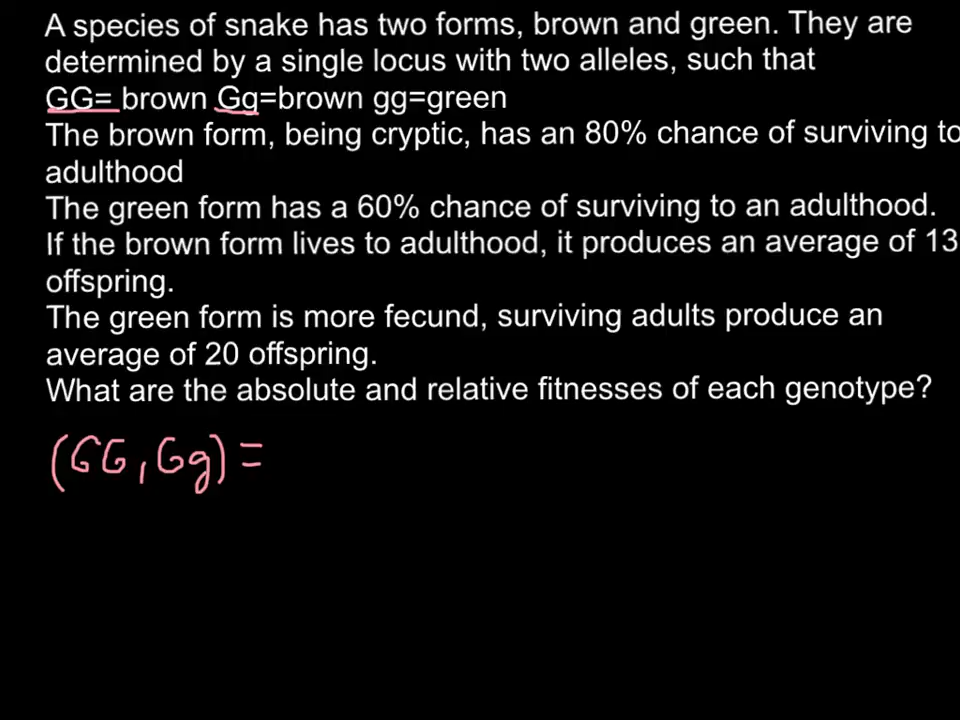 A species of snake has two forms, brown and green. They are
determined by a single locus with two alleles, such that
GG= brown Gg=brown gg=green
The brown form, being cryptic, has an 80% chance of surviving to
adulthood
The green form has a 60% chance of surviving to an adulthood.
If the brown form lives to adulthood, it produces an average of 13
offspring.
The green form is more fecund, surviving adults produce an
average of 20 offspring.
What are the absolute and relative fitnesses of each genotype?
(GG, Gg) =